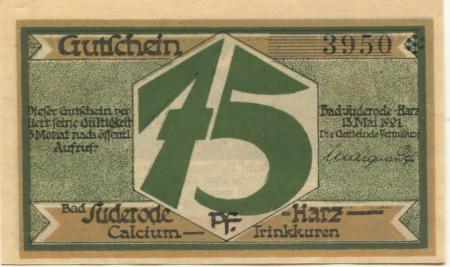 Gutschein
3950 *
75
Dieser Gutschein ver-
liert seine Gültigkeit
3 Monat nach öffentl.
Aufruf.
Bad-Suderode-Harz
13. Mai 1921
Die Gemeinde Verwaltung
Bad Suderode Pf. -Harz-
Calcium- Trinkkuren